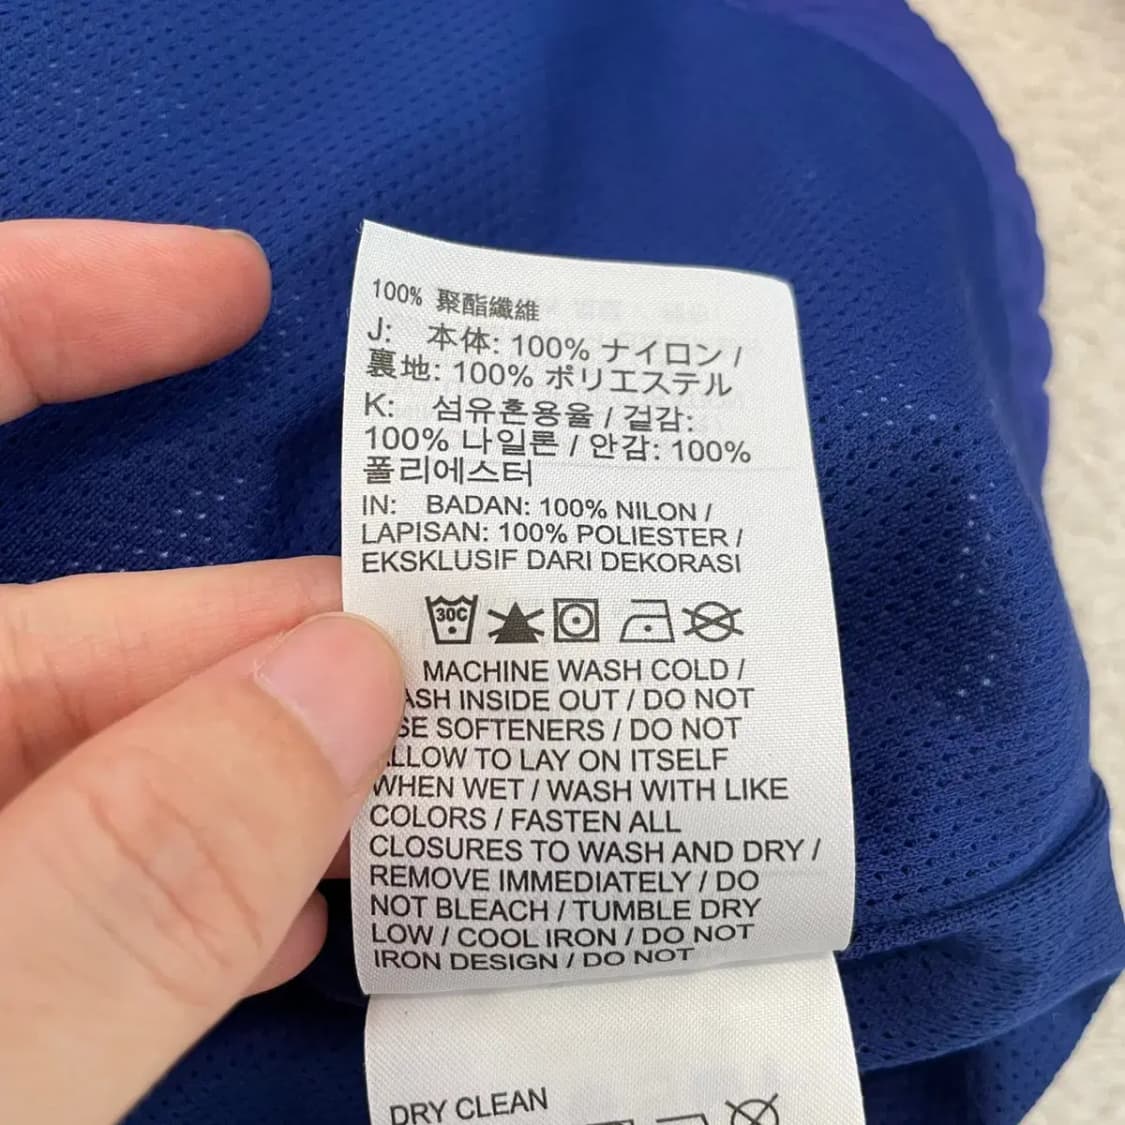 100% 聚酯纖維
J: 本体: 100% ナイロン /
裏地: 100% ポリエステル
K: 섬유혼용율 / 겉감:
100% 나일론 / 안감: 100%
폴리에스터
IN: BADAN: 100% NILON /
LAPISAN: 100% POLIESTER /
EKSKLUSIF DARI DEKORASI
30C
MACHINE WASH COLD /
ASH INSIDE OUT / DO NOT
SE SOFTENERS / DO NOT
LLOW TO LAY ON ITSELF
WHEN WET / WASH WITH LIKE
COLORS / FASTEN ALL
CLOSURES TO WASH AND DRY /
REMOVE IMMEDIATELY / DO
NOT BLEACH / TUMBLE DRY
LOW / COOL IRON / DO NOT
IRON DESIGN / DO NOT
DRY CLEAN